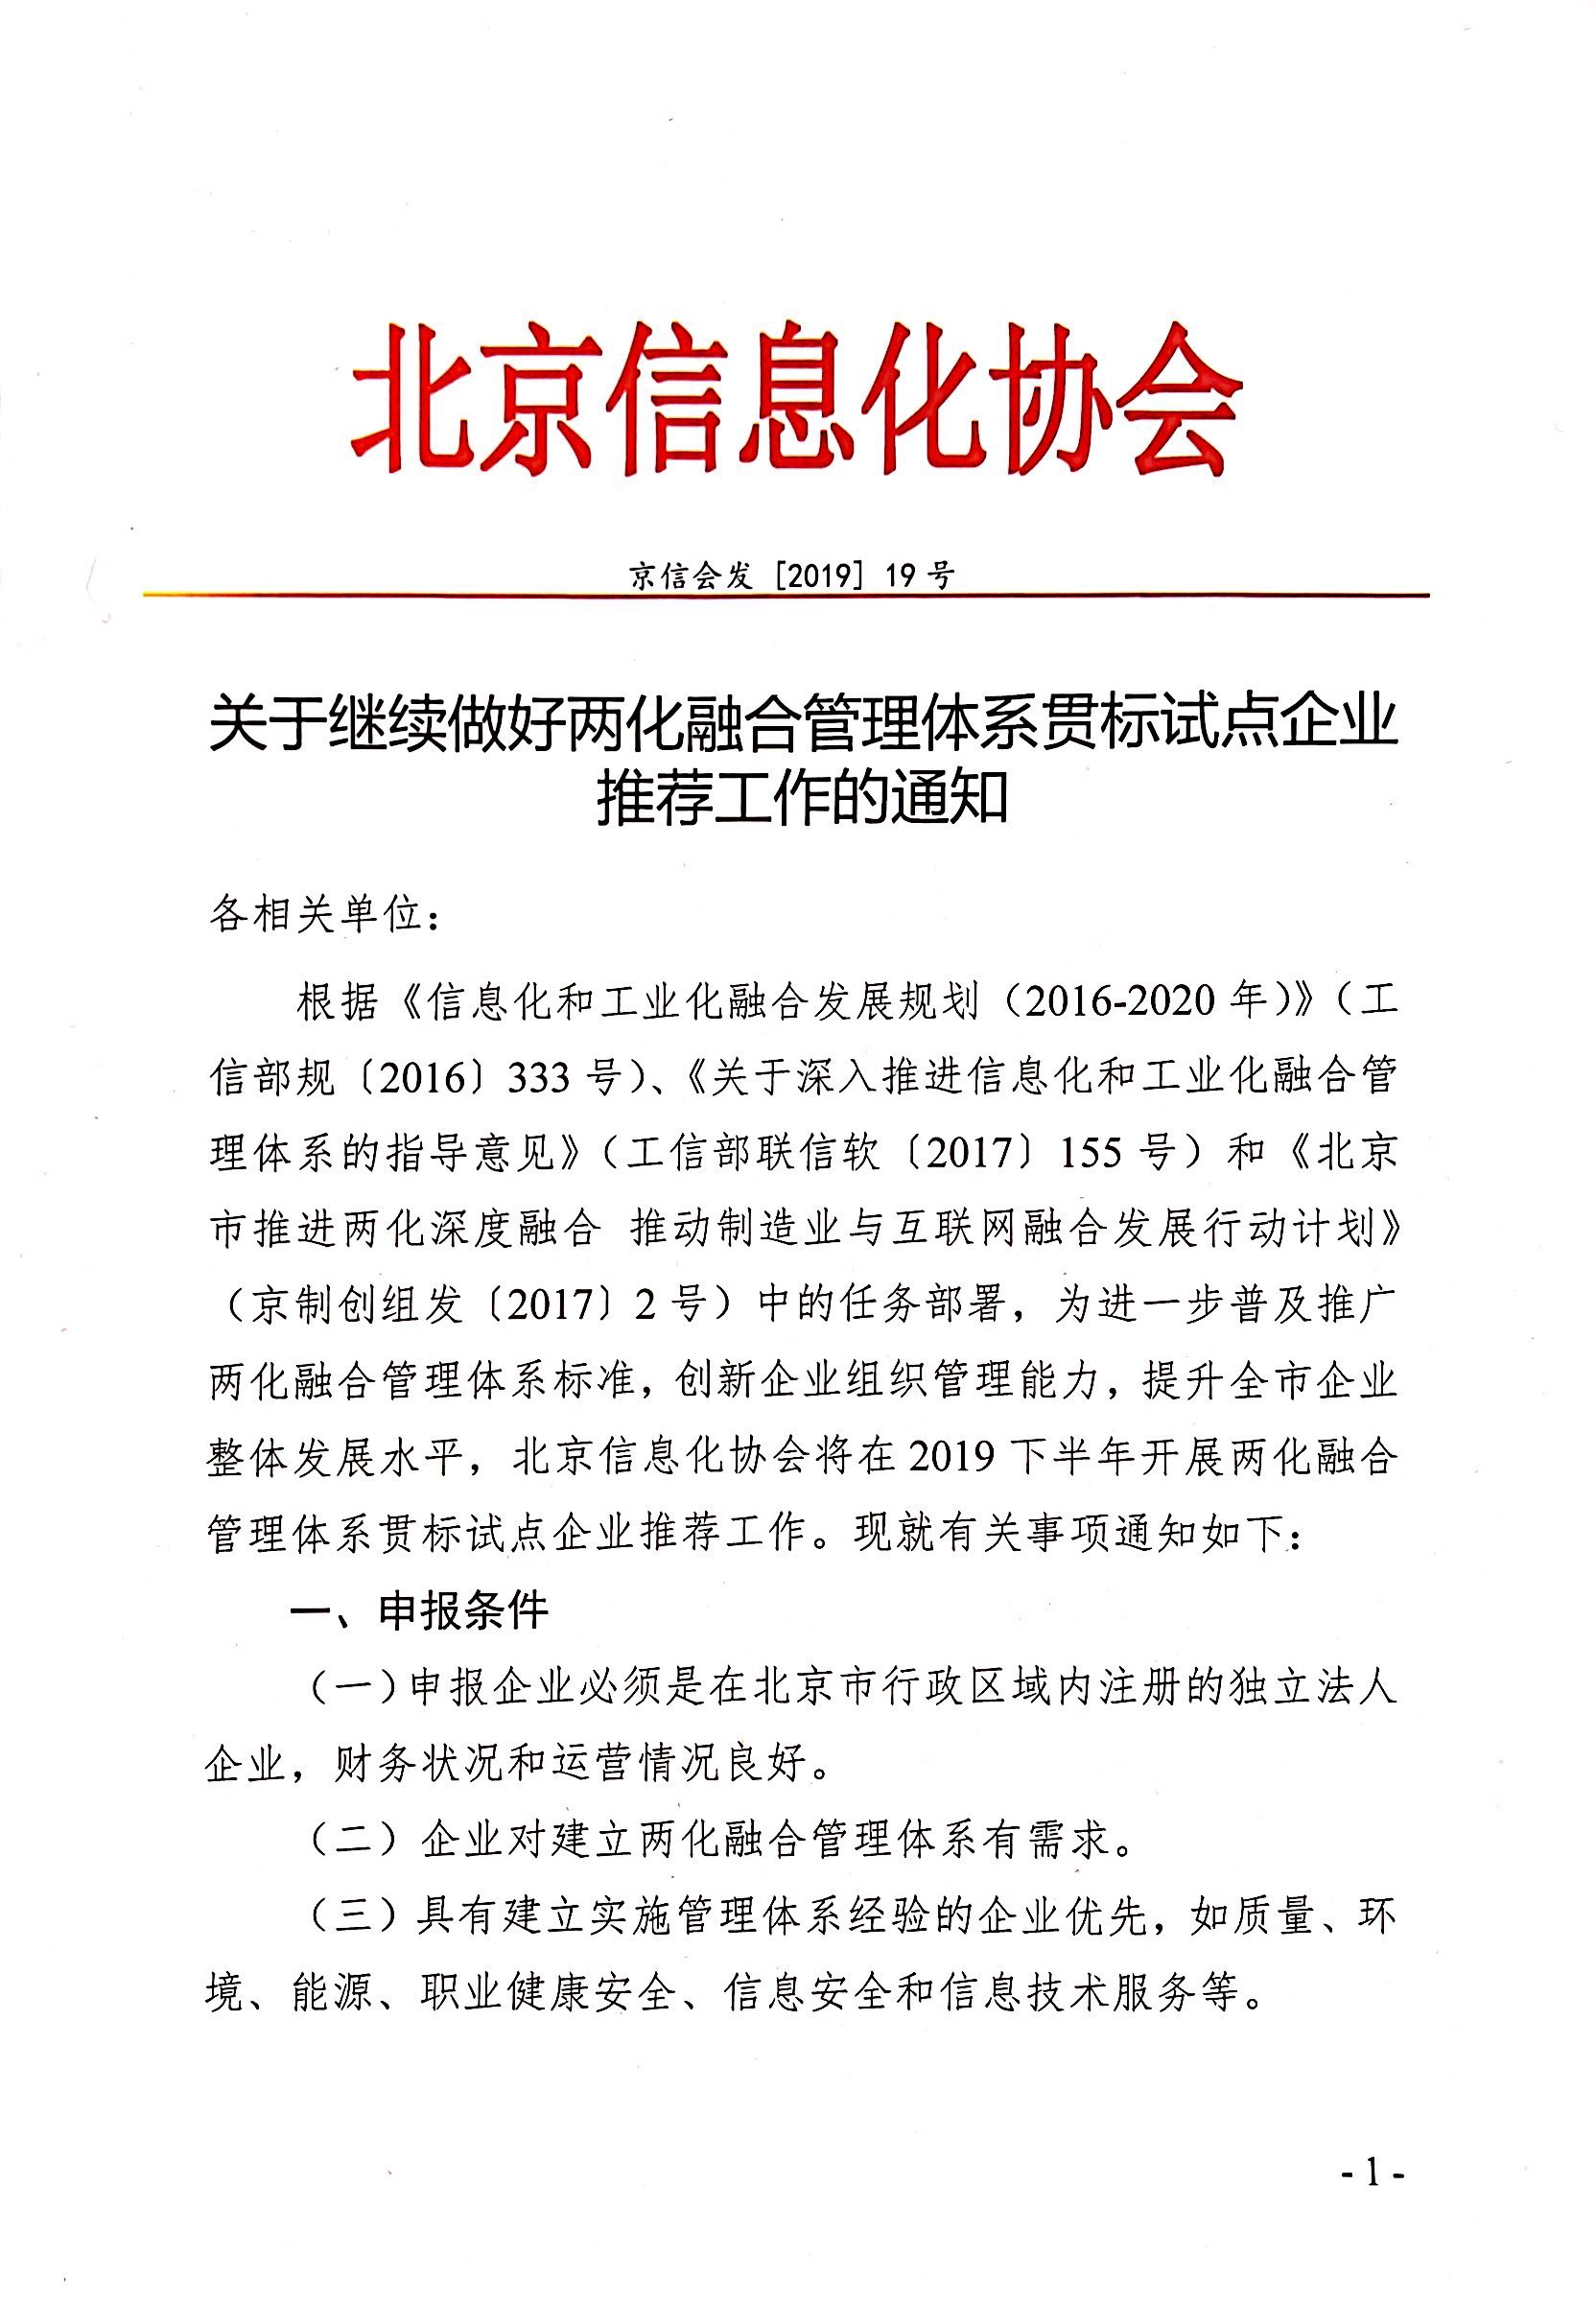 北京信息化协会
京信会发［2019］19 号
关于继续做好两化融合管理体系贯标试点企业
推荐工作的通知
各相关单位：
根据《信息化和工业化融合发展规划（2016-2020 年）》（工
信部规〔2016〕333 号）、《关于深入推进信息化和工业化融合管
理体系的指导意见》（工信部联信软〔2017〕155 号）和《北京
市推进两化深度融合 推动制造业与互联网融合发展行动计划》
（京制创组发〔2017〕2 号）中的任务部署，为进一步普及推广
两化融合管理体系标准，创新企业组织管理能力，提升全市企业
整体发展水平，北京信息化协会将在 2019 下半年开展两化融合
管理体系贯标试点企业推荐工作。现就有关事项通知如下：
一、申报条件
（一）申报企业必须是在北京市行政区域内注册的独立法人
企业，财务状况和运营情况良好。
（二）企业对建立两化融合管理体系有需求。
（三）具有建立实施管理体系经验的企业优先，如质量、环
境、能源、职业健康安全、信息安全和信息技术服务等。
- 1 -